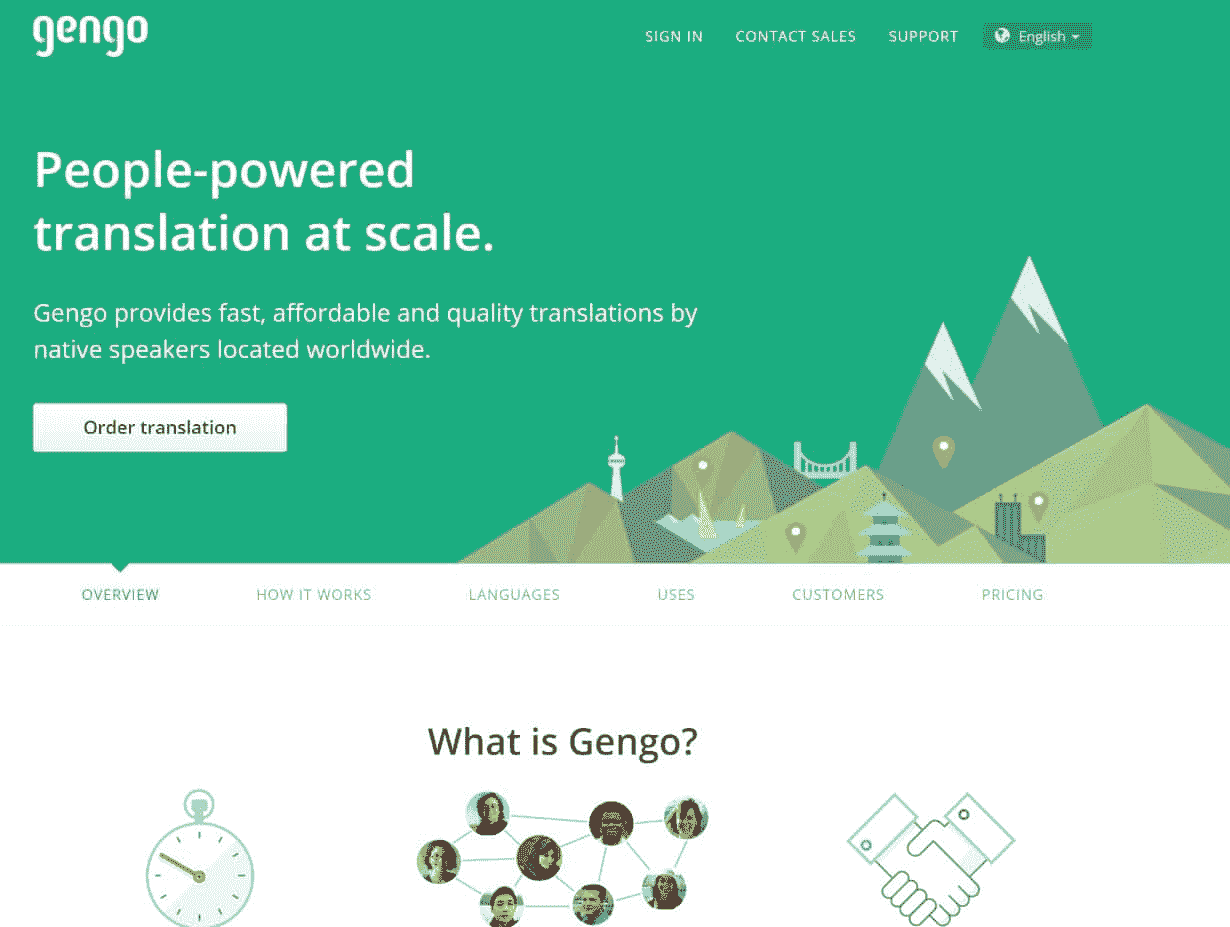 gengo
SIGN IN
CONTACT SALES
SUPPORT
English
People-powered
translation at scale.
Gengo provides fast, affordable and quality translations by
native speakers located worldwide.
Order translation
OVERVIEW
HOW IT WORKS
LANGUAGES
USES
CUSTOMERS
PRICING
What is Gengo?